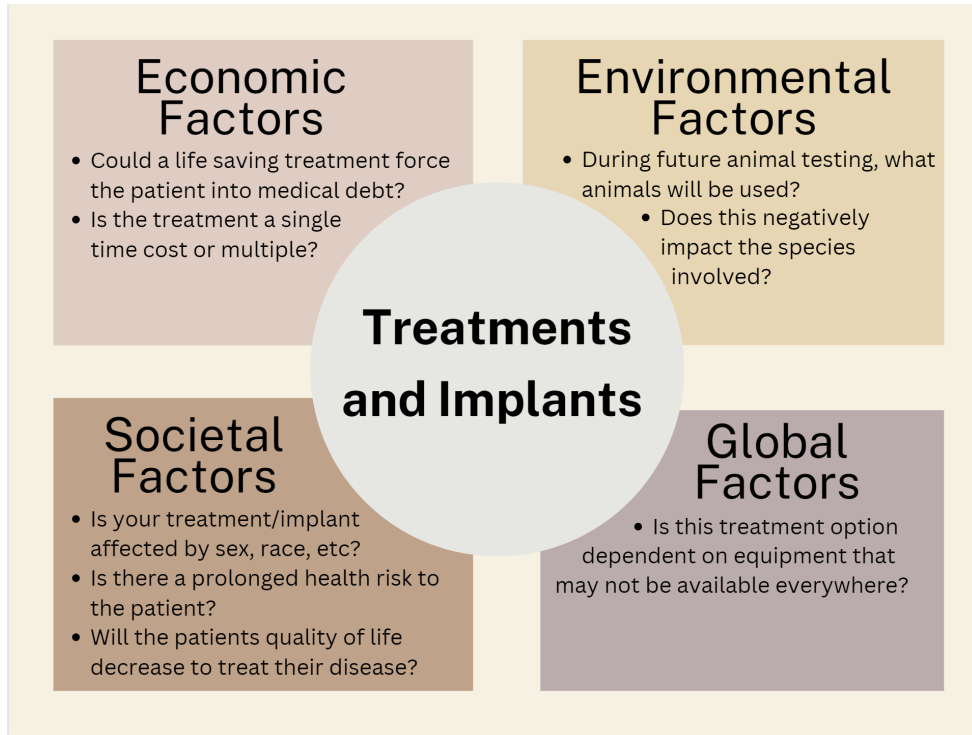 Economic
Factors
• Could a life saving treatment force
the patient into medical debt?
• Is the treatment a single
time cost or multiple?
Environmental
Factors
• During future animal testing, what
animals will be used?
• Does this negatively
impact the species
involved?
Treatments
and Implants
Societal
Factors
• Is your treatment/implant
affected by sex, race, etc?
• Is there a prolonged health risk to
the patient?
• Will the patients quality of life
decrease to treat their disease?
Global
Factors
• Is this treatment option
dependent on equipment that
may not be available everywhere?